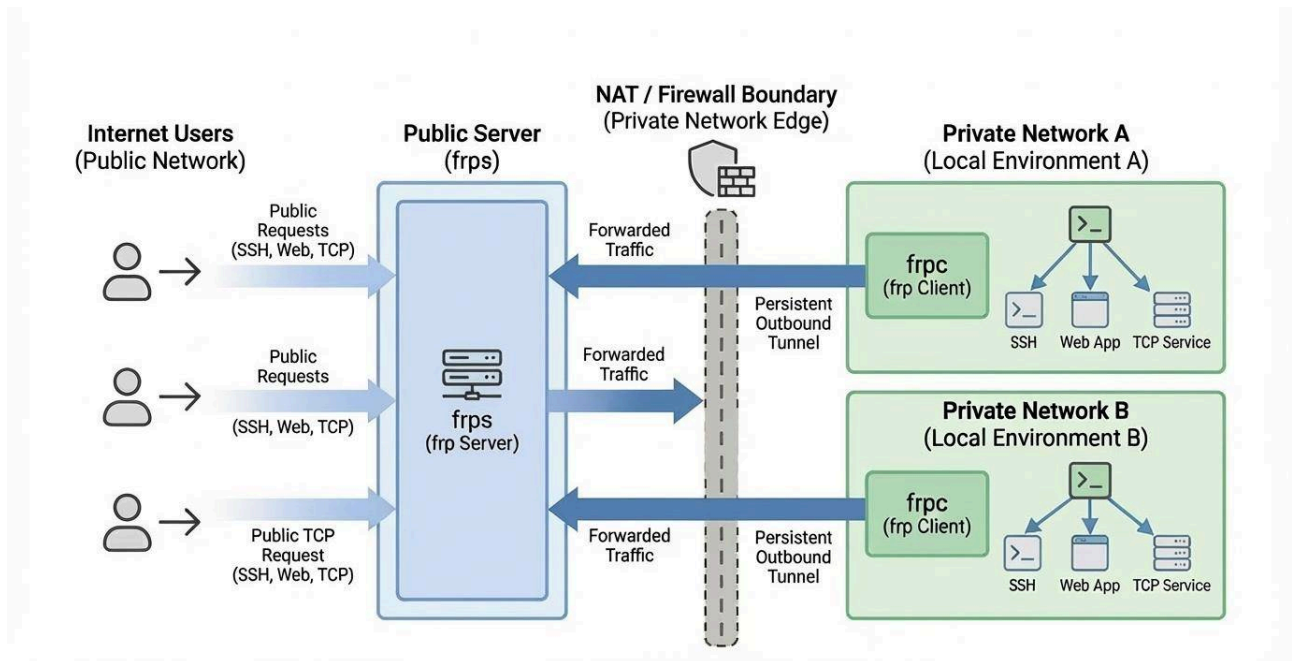 Internet Users
(Public Network)
Public Server
(frps)
NAT / Firewall Boundary
(Private Network Edge)
Private Network A
(Local Environment A)
Public
Requests
(SSH, Web, TCP)
Forwarded
Traffic
Persistent
Outbound
Tunnel
frpc
(frp Client)
>_
>_
SSH
Web App
TCP Service
Public
Requests
(SSH, Web, TCP)
frps
(frp Server)
Forwarded
Traffic
Private Network B
(Local Environment B)
Public TCP
Request
(SSH, Web, TCP)
Forwarded
Traffic
Persistent
Outbound
Tunnel
frpc
(frp Client)
>_
>_
SSH
Web App
TCP Service